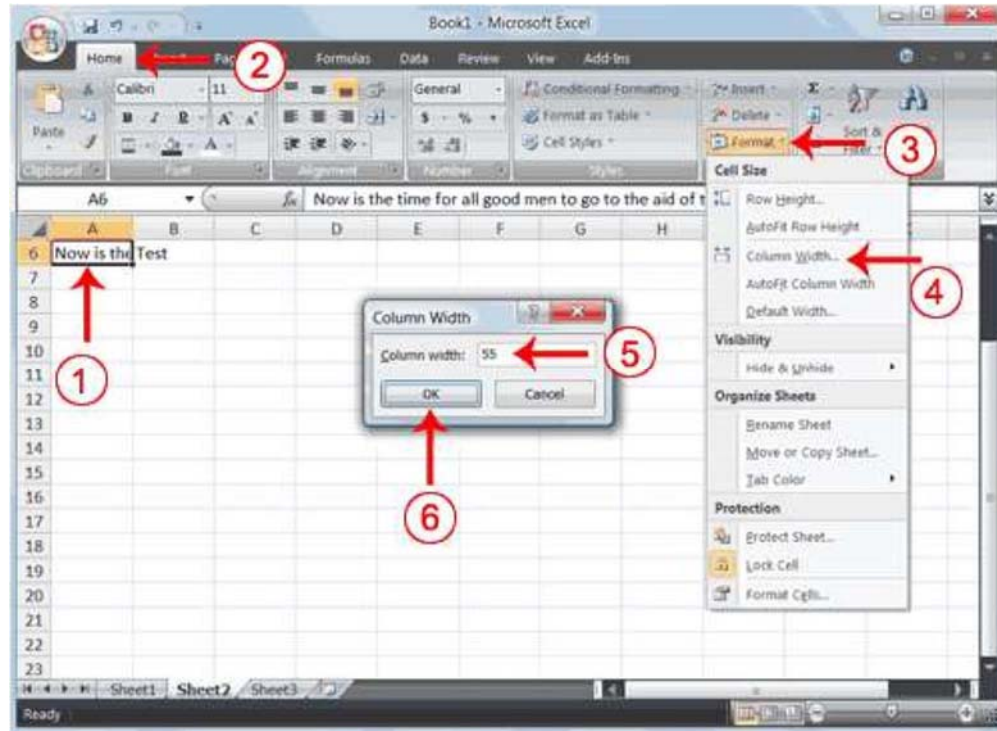 Book1 - Microsoft Excel
Home Formulas Data Review View Add-Ins
2
Calibri 11 General Conditional Formatting Insert Σ
Paste B I U A A $ % Format as Table Delete Sort &
A Cell Styles Format Filter
3
Clipboard Font Alignment Number Styles
Cell Size
A6 fx Now is the time for all good men to go to the aid of t
Row Height...
AutoFit Row Height
Column Width...
AutoFit Column Width
Default Width...
4
Visibility
Hide & Unhide
Organize Sheets
Rename Sheet
Move or Copy Sheet...
Tab Color
Protection
Protect Sheet...
Lock Cell
Format Cells...
A B C D E F G H
6 Now is the Test
7
8
9
10
11
12
13
14
15
16
17
18
19
20
21
22
23
1
Column Width
Column width: 55
5
OK Cancel
6
Sheet1 Sheet2 Sheet3
Ready